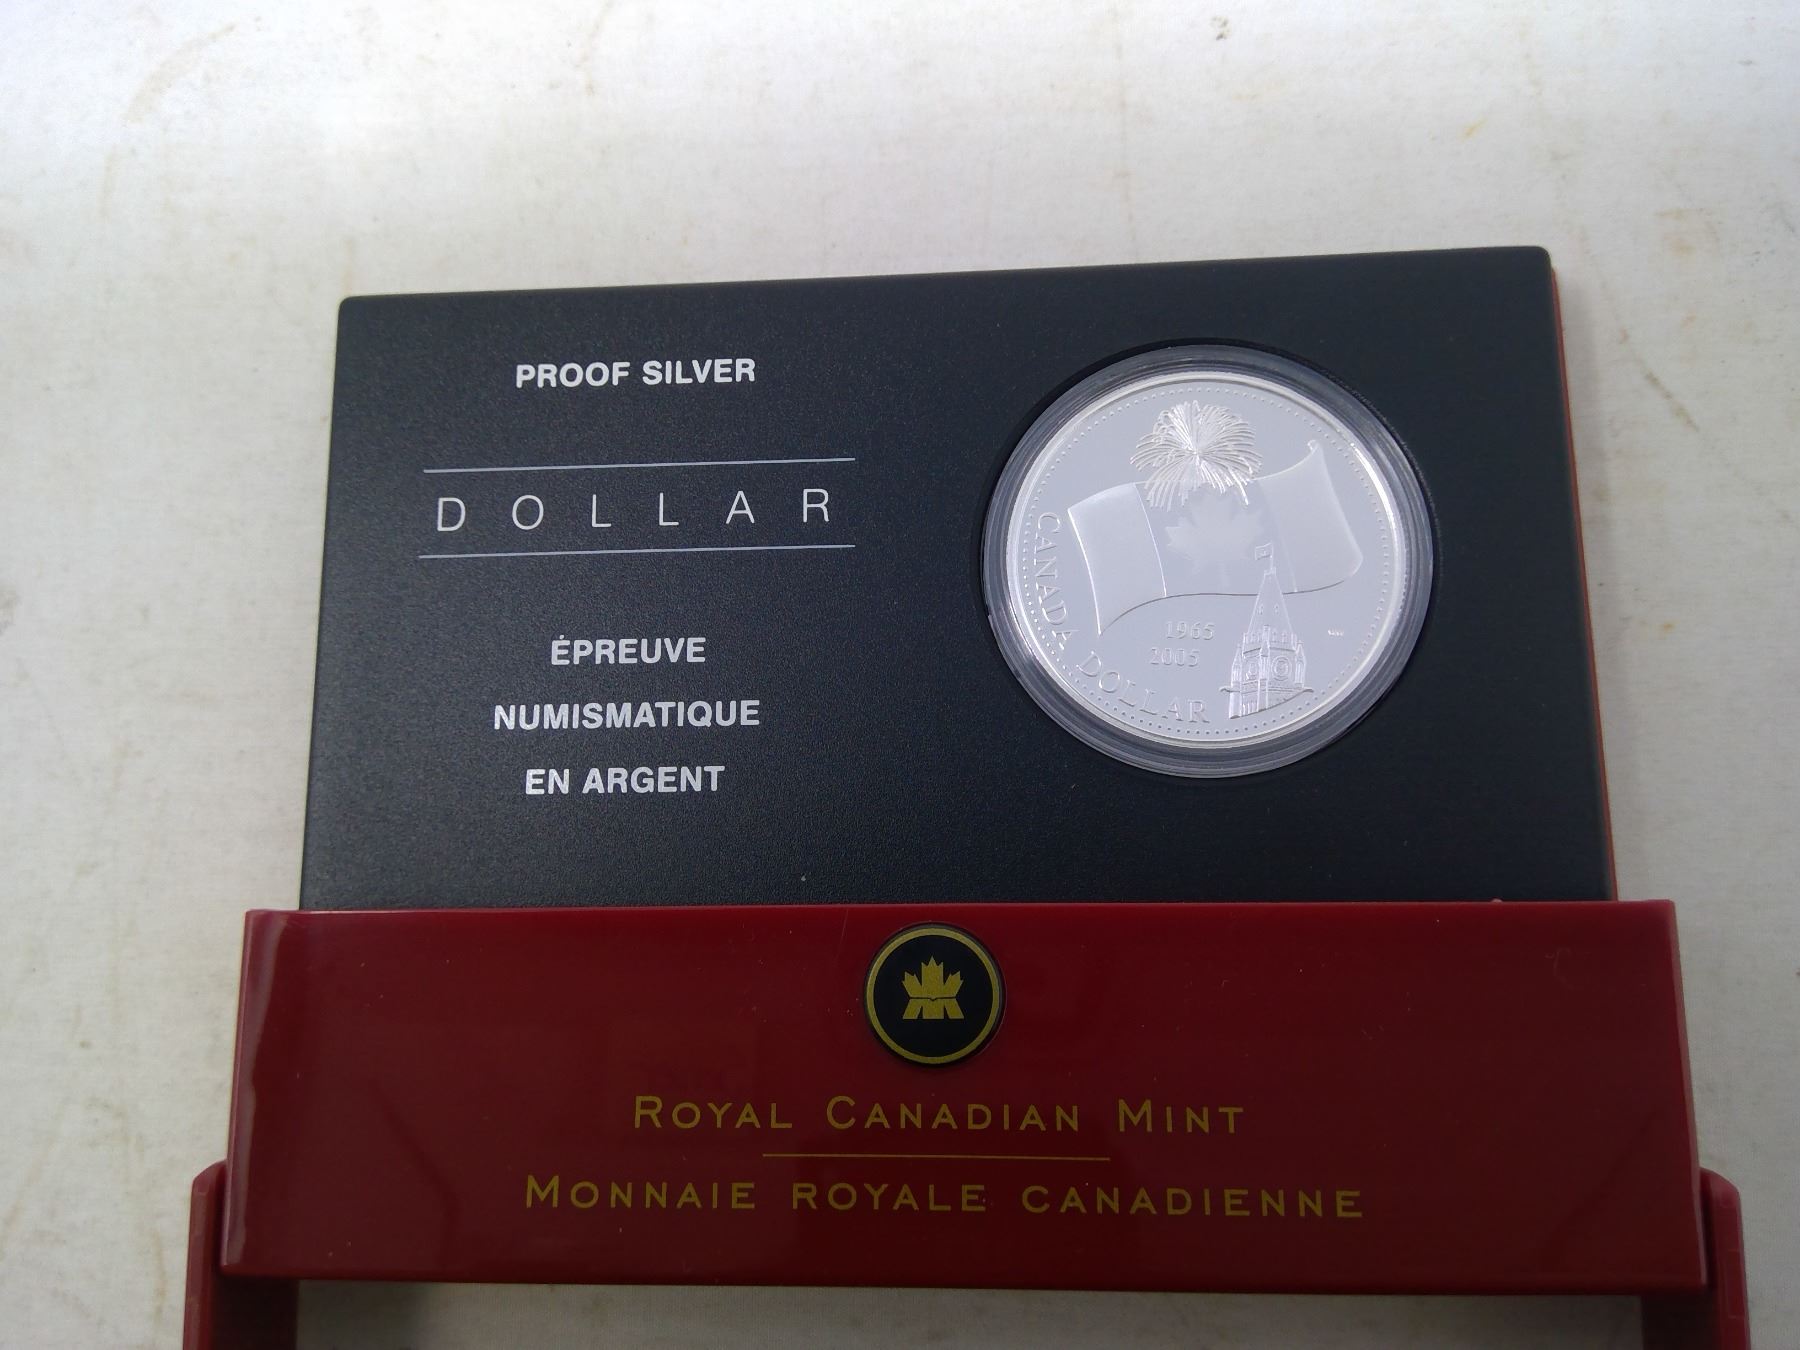 PROOF SILVER
DOLLAR
ÉPREUVE
NUMISMATIQUE
EN ARGENT
CANADA DOLLAR
1965
2005
ROYAL CANADIAN MINT
MONNAIE ROYALE CANADIENNE